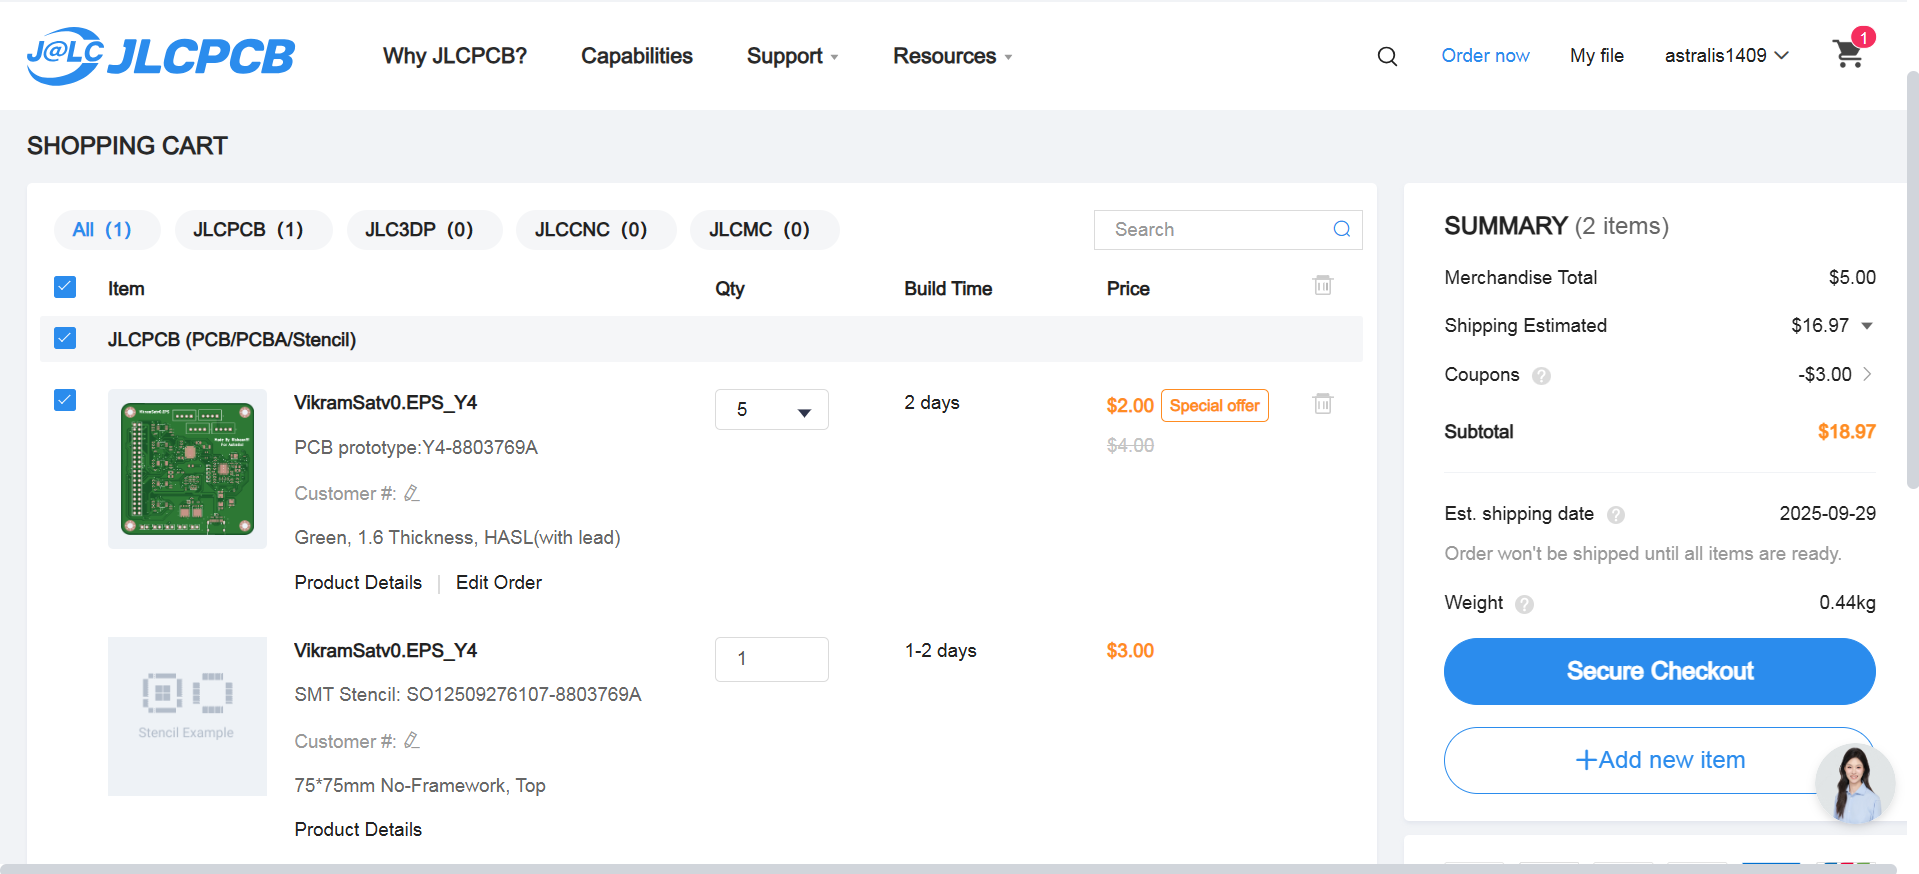 J@LC JLCPCB
Why JLCPCB?
Capabilities
Support
Resources
Order now
My file
astralis1409
1
SHOPPING CART
All (1)
JLCPCB (1)
JLC3DP (0)
JLCCNC (0)
JLCMC (0)
Search
Item
Qty
Build Time
Price
JLCPCB (PCB/PCBA/Stencil)
VikramSatv0.EPS_Y4
5
2 days
$2.00
Special offer
$4.00
PCB prototype:Y4-8803769A
Customer #:
Green, 1.6 Thickness, HASL(with lead)
Product Details | Edit Order
VikramSatv0.EPS_Y4
1
1-2 days
$3.00
SMT Stencil: SO12509276107-8803769A
Stencil Example
Customer #:
75*75mm No-Framework, Top
Product Details
SUMMARY (2 items)
Merchandise Total $5.00
Shipping Estimated $16.97
Coupons ? -$3.00
Subtotal $18.97
Est. shipping date ? 2025-09-29
Order won't be shipped until all items are ready.
Weight ? 0.44kg
Secure Checkout
+Add new item